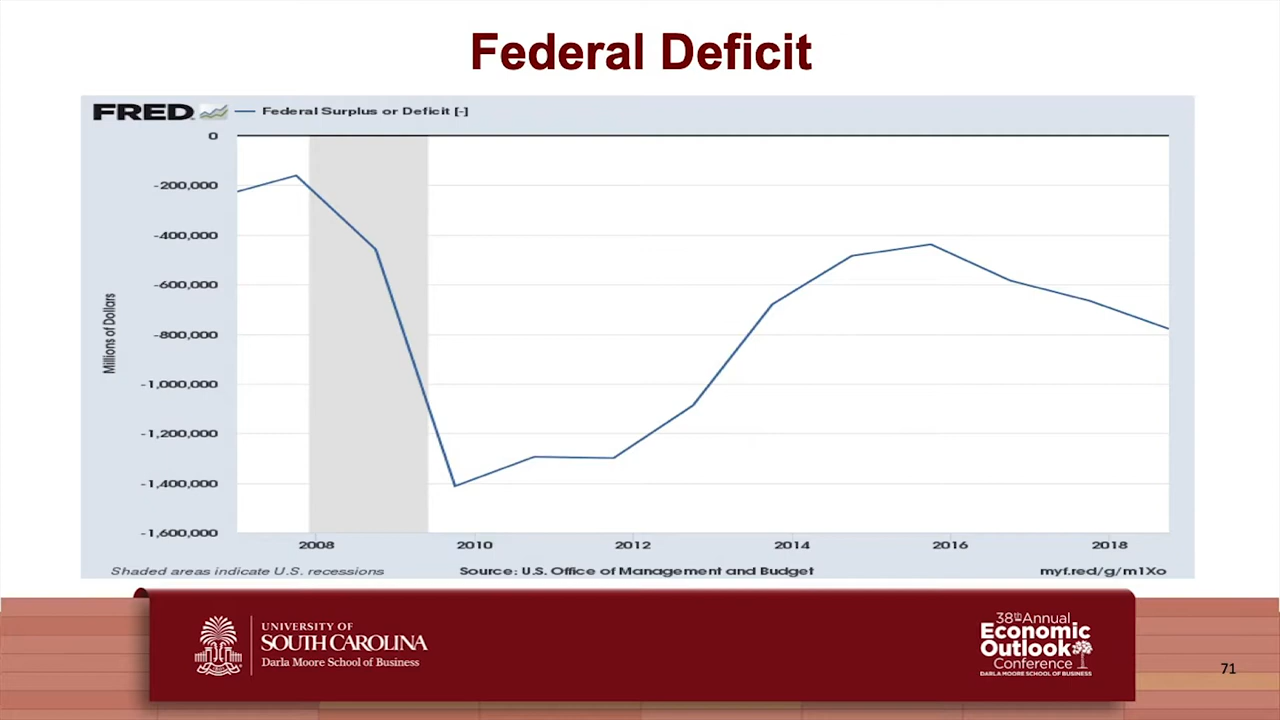 Federal Deficit
FRED
Federal Surplus or Deficit [-]
0
-200,000
-400,000
-600,000
-800,000
-1,000,000
-1,200,000
-1,400,000
-1,600,000
Millions of Dollars
2008 2010 2012 2014 2016 2018
Shaded areas indicate U.S. recessions
Source: U.S. Office of Management and Budget
myf.red/g/m1Xo
UNIVERSITY OF
SOUTH CAROLINA
Darla Moore School of Business
38th Annual
Economic
Outlook
Conference
DARLA MOORE SCHOOL OF BUSINESS
71